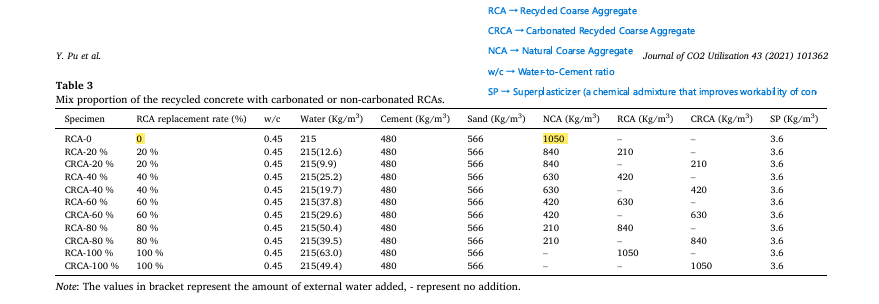 RCA → Recycled Coarse Aggregate
CRCA → Carbonated Recycled Coarse Aggregate
NCA → Natural Coarse Aggregate
Y. Pu et al. Journal of CO2 Utilization 43 (2021) 101362
w/c → Water-to-Cement ratio
Table 3
SP → Superplasticizer (a chemical admixture that improves workability of con
Mix proportion of the recycled concrete with carbonated or non-carbonated RCAs.
Specimen RCA replacement rate (%) w/c Water (Kg/m³) Cement (Kg/m³) Sand (Kg/m³) NCA (Kg/m³) RCA (Kg/m³) CRCA (Kg/m³) SP (Kg/m³)
RCA-0 0 0.45 215 480 566 1050 – – 3.6
RCA-20 % 20 % 0.45 215(12.6) 480 566 840 210 – 3.6
CRCA-20 % 20 % 0.45 215(9.9) 480 566 840 – 210 3.6
RCA-40 % 40 % 0.45 215(25.2) 480 566 630 420 – 3.6
CRCA-40 % 40 % 0.45 215(19.7) 480 566 630 – 420 3.6
RCA-60 % 60 % 0.45 215(37.8) 480 566 420 630 – 3.6
CRCA-60 % 60 % 0.45 215(29.6) 480 566 420 – 630 3.6
RCA-80 % 80 % 0.45 215(50.4) 480 566 210 840 – 3.6
CRCA-80 % 80 % 0.45 215(39.5) 480 566 210 – 840 3.6
RCA-100 % 100 % 0.45 215(63.0) 480 566 – 1050 – 3.6
CRCA-100 % 100 % 0.45 215(49.4) 480 566 – – 1050 3.6
Note: The values in bracket represent the amount of external water added, - represent no addition.